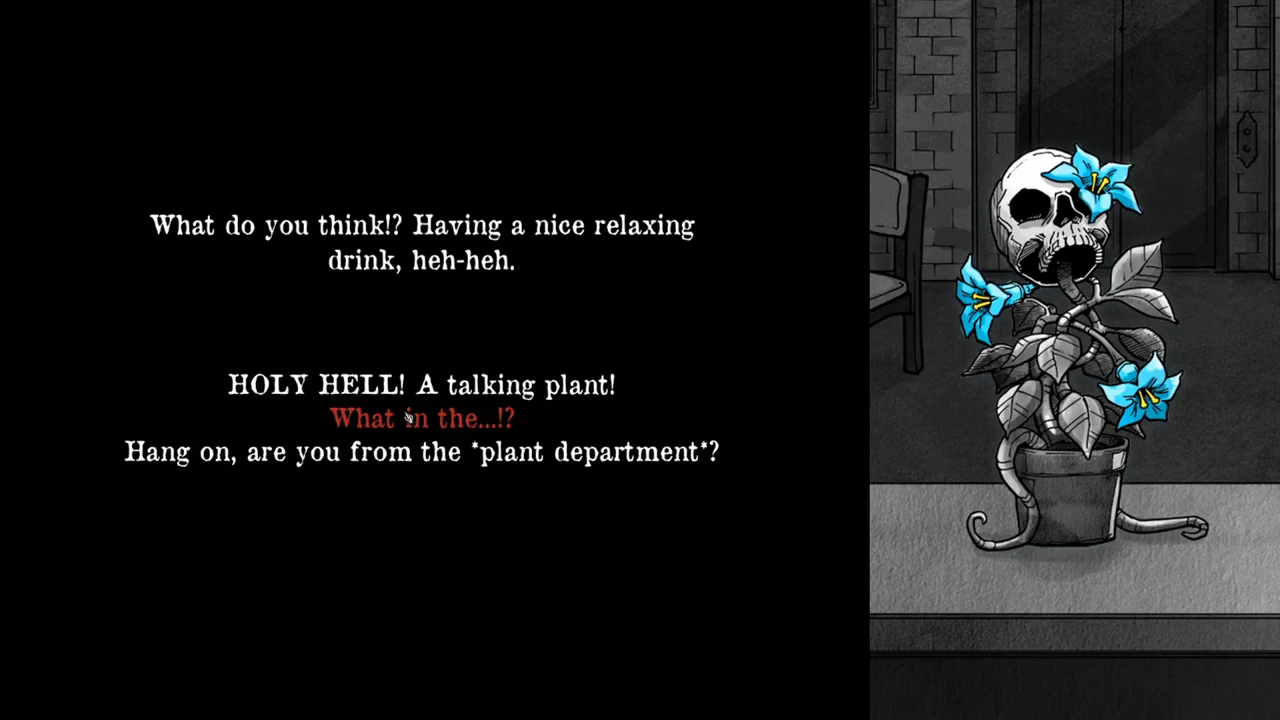 What do you think!? Having a nice relaxing
drink, heh-heh.
HOLY HELL! A talking plant!
What in the...!?
Hang on, are you from the *plant department*?